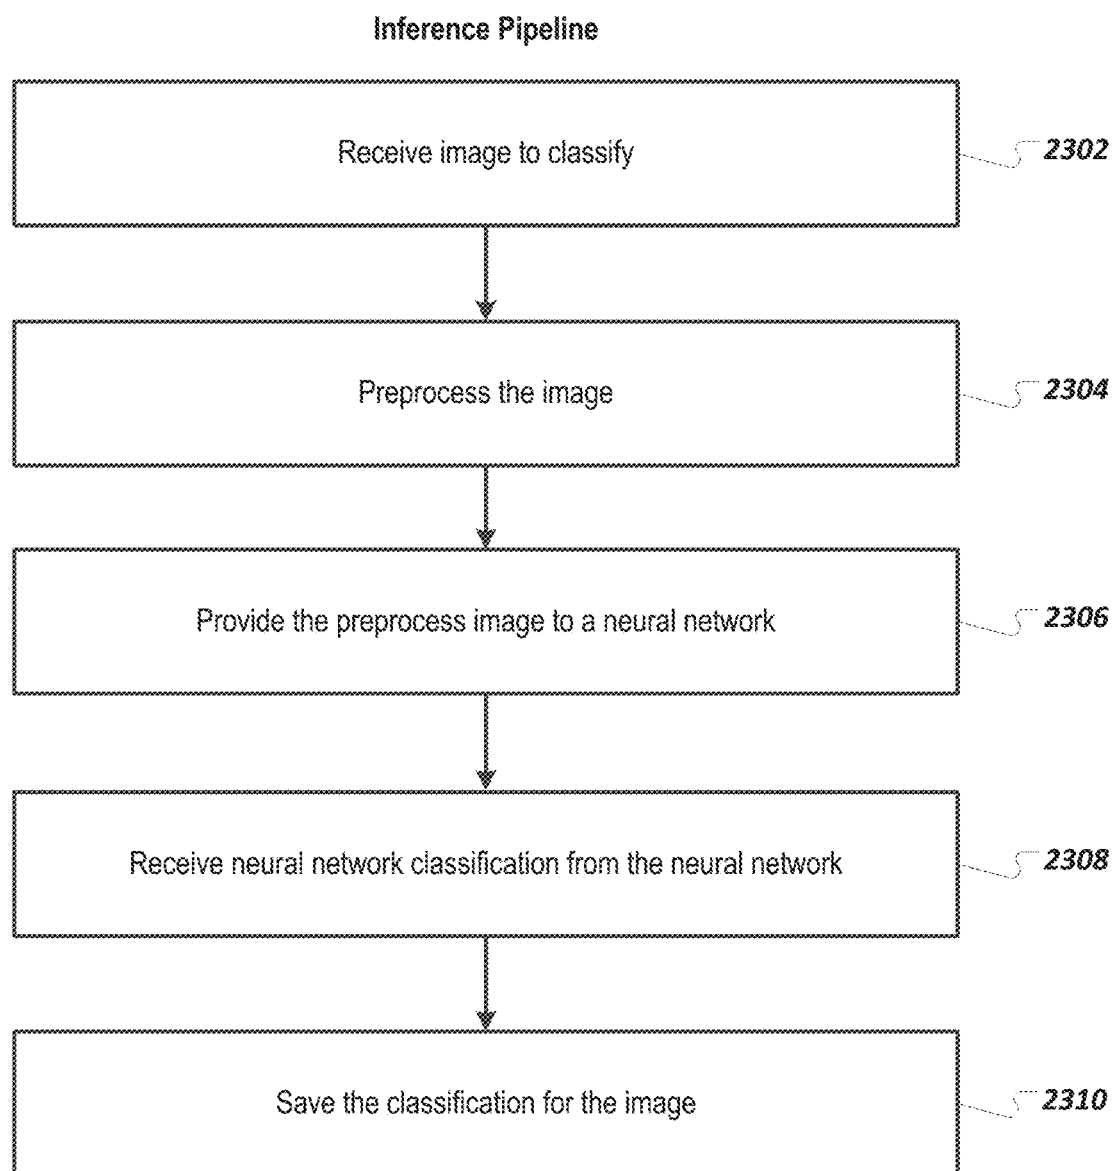 Inference Pipeline
Receive image to classify
2302
Preprocess the image
2304
Provide the preprocess image to a neural network
2306
Receive neural network classification from the neural network
2308
Save the classification for the image
2310